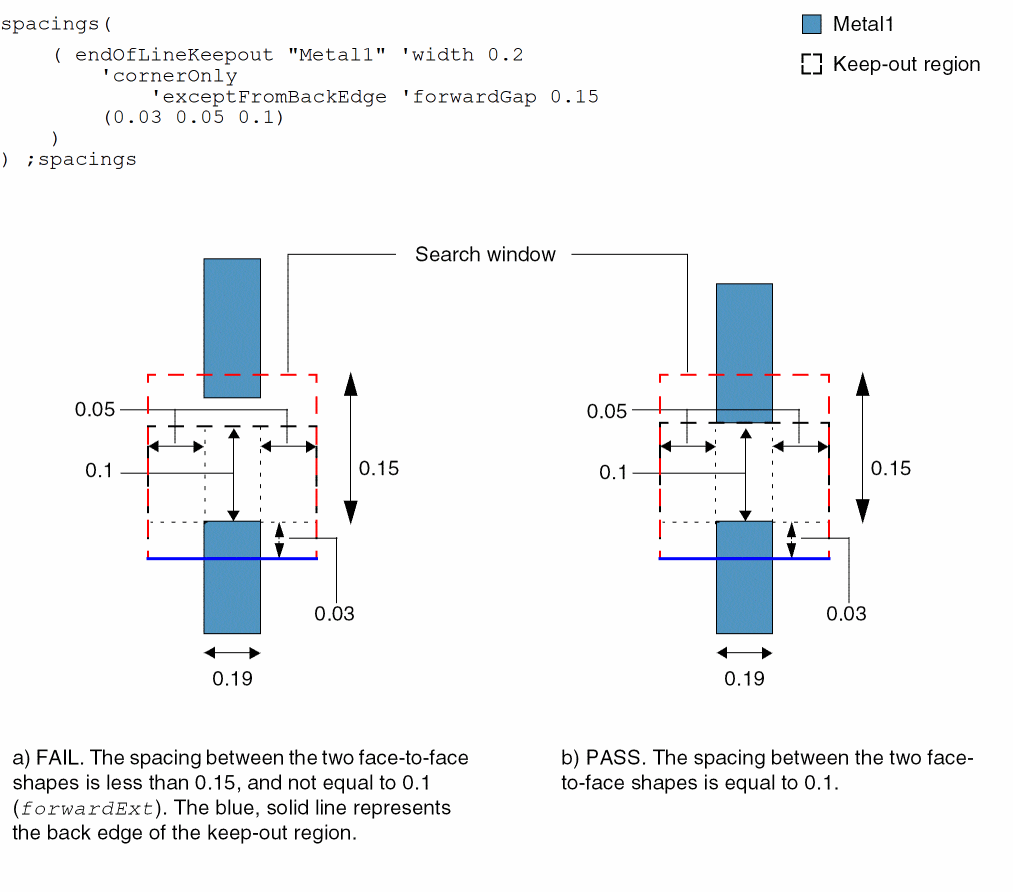 spacings(
( endOfLineKeepout "Metal1" 'width 0.2
'cornerOnly
'exceptFromBackEdge 'forwardGap 0.15
(0.03 0.05 0.1)
)
) ;spacings
Metal1
Keep-out region
Search window
0.05
0.1
0.15
0.03
0.19
0.05
0.1
0.15
0.03
0.19
a) FAIL. The spacing between the two face-to-face
shapes is less than 0.15, and not equal to 0.1
(forwardExt). The blue, solid line represents
the back edge of the keep-out region.
b) PASS. The spacing between the two face-
to-face shapes is equal to 0.1.